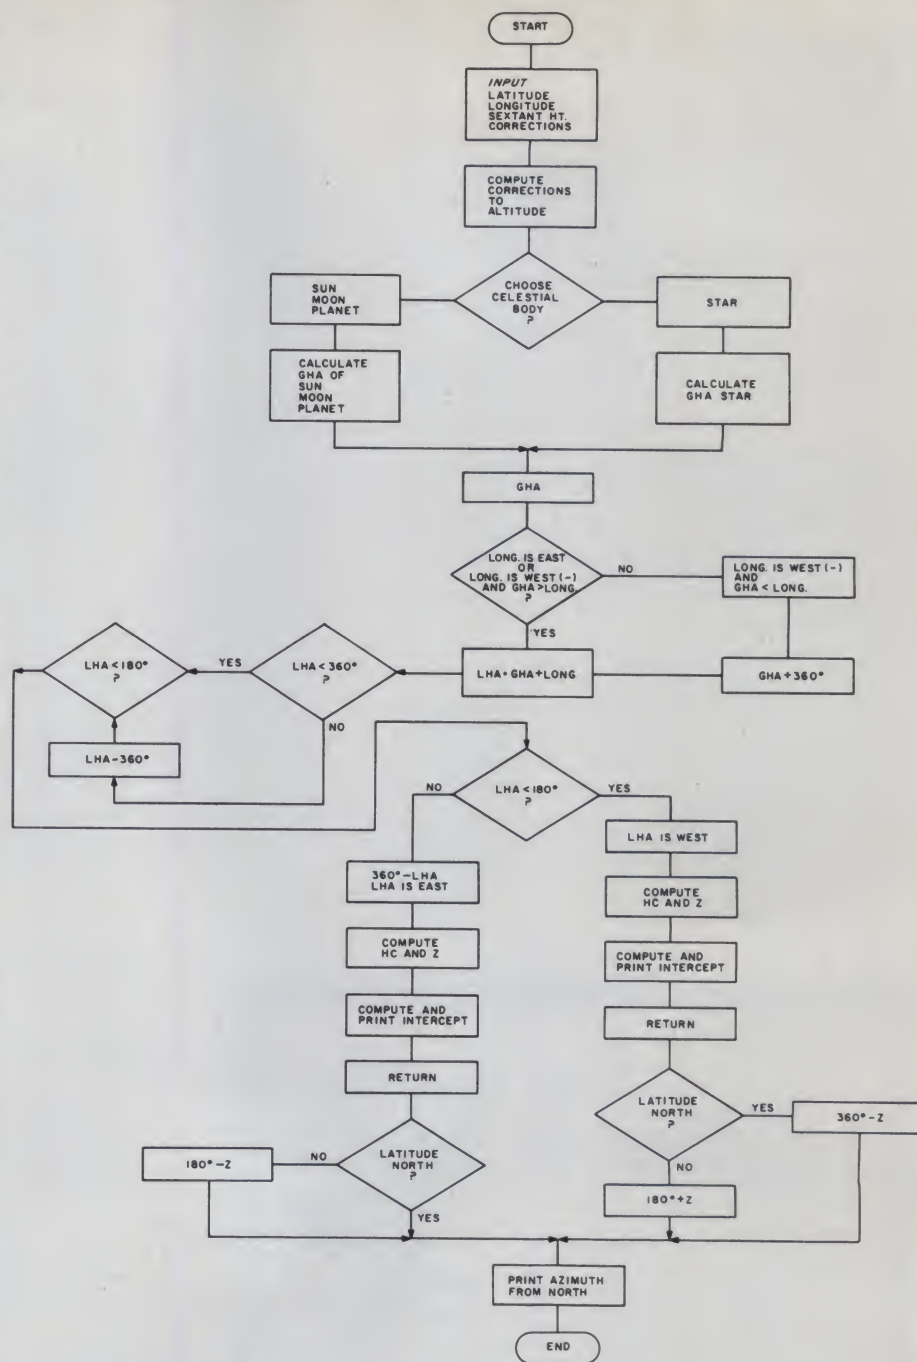 START
INPUT
LATITUDE
LONGITUDE
SEXTANT HT.
CORRECTIONS
COMPUTE
CORRECTIONS
TO
ALTITUDE
CHOOSE
CELESTIAL
BODY
?
SUN
MOON
PLANET
STAR
CALCULATE
GHA OF
SUN
MOON
PLANET
CALCULATE
GHA STAR
GHA
LONG. IS EAST
OR
LONG. IS WEST (-)
AND GHA>LONG.
?
NO
LONG. IS WEST (-)
AND
GHA < LONG.
YES
LHA<180°
?
YES
LHA<360°
?
LHA=GHA+LONG
GHA+360°
NO
LHA-360°
NO
LHA<180°
?
YES
LHA IS WEST
360°-LHA
LHA IS EAST
COMPUTE
HC AND Z
COMPUTE
HC AND Z
COMPUTE AND
PRINT INTERCEPT
COMPUTE AND
PRINT INTERCEPT
RETURN
RETURN
LATITUDE
NORTH
?
YES
360°-Z
180°-Z
NO
LATITUDE
NORTH
?
NO
180°+Z
YES
PRINT AZIMUTH
FROM NORTH
END